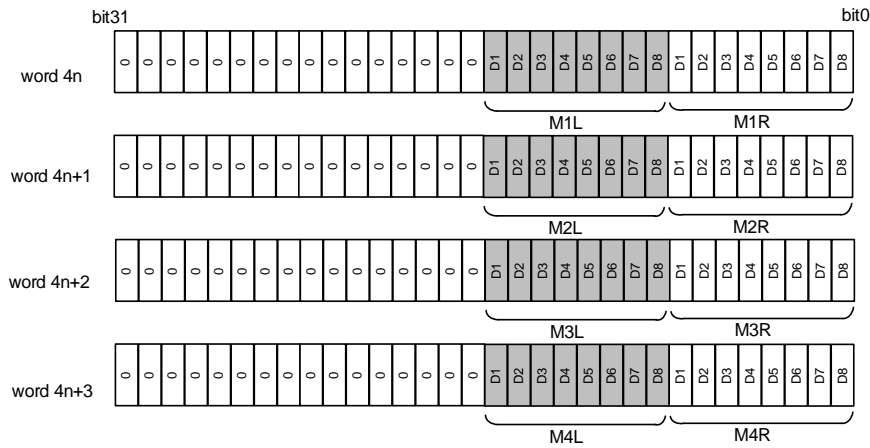 bit31 bit0
word 4n 0 0 0 0 0 0 0 0 0 0 0 0 0 0 0 0 D1 D2 D3 D4 D5 D6 D7 D8 D1 D2 D3 D4 D5 D6 D7 D8
M1L M1R
word 4n+1 0 0 0 0 0 0 0 0 0 0 0 0 0 0 0 0 D1 D2 D3 D4 D5 D6 D7 D8 D1 D2 D3 D4 D5 D6 D7 D8
M2L M2R
word 4n+2 0 0 0 0 0 0 0 0 0 0 0 0 0 0 0 0 D1 D2 D3 D4 D5 D6 D7 D8 D1 D2 D3 D4 D5 D6 D7 D8
M3L M3R
word 4n+3 0 0 0 0 0 0 0 0 0 0 0 0 0 0 0 0 D1 D2 D3 D4 D5 D6 D7 D8 D1 D2 D3 D4 D5 D6 D7 D8
M4L M4R